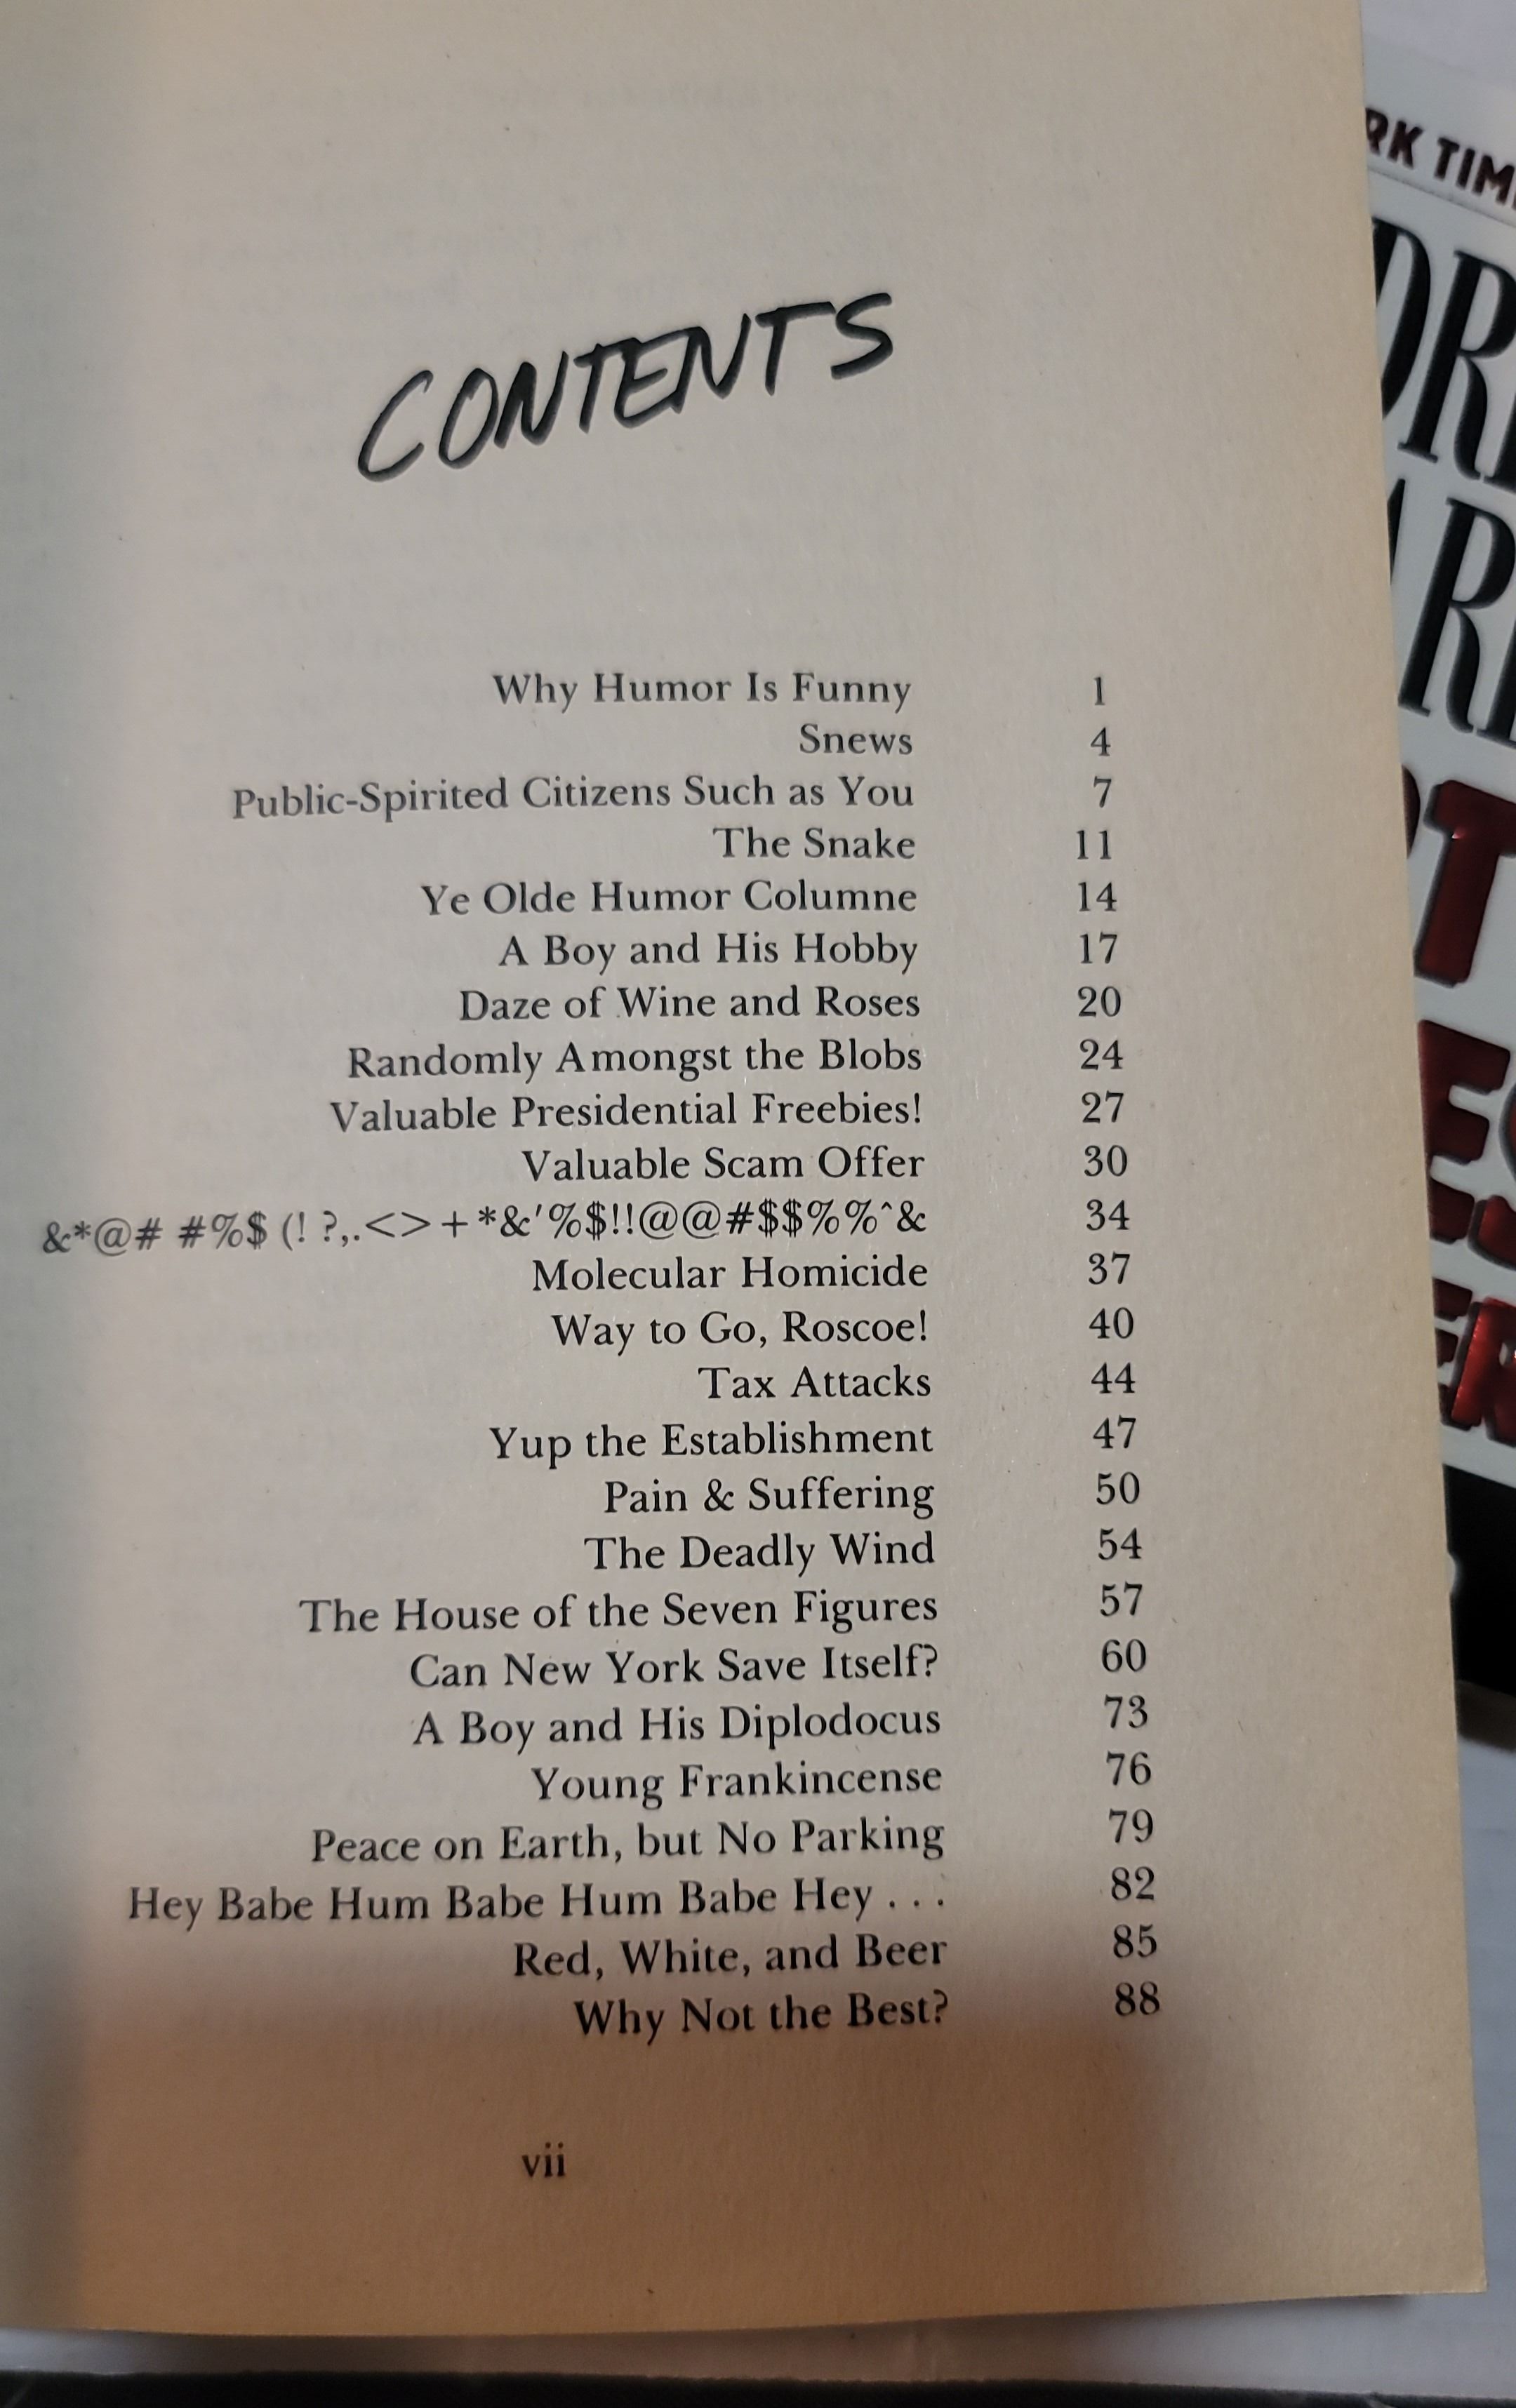 CONTENTS
Why Humor Is Funny 1
Snews 4
Public-Spirited Citizens Such as You 7
The Snake 11
Ye Olde Humor Columne 14
A Boy and His Hobby 17
Daze of Wine and Roses 20
Randomly Amongst the Blobs 24
Valuable Presidential Freebies! 27
Valuable Scam Offer 30
&*@# #%$ (! ?,.<>+*&'%$!!@@#$$%%^& 34
Molecular Homicide 37
Way to Go, Roscoe! 40
Tax Attacks 44
Yup the Establishment 47
Pain & Suffering 50
The Deadly Wind 54
The House of the Seven Figures 57
Can New York Save Itself? 60
A Boy and His Diplodocus 73
Young Frankincense 76
Peace on Earth, but No Parking 79
Hey Babe Hum Babe Hum Babe Hey . . . 82
Red, White, and Beer 85
Why Not the Best? 88
vii